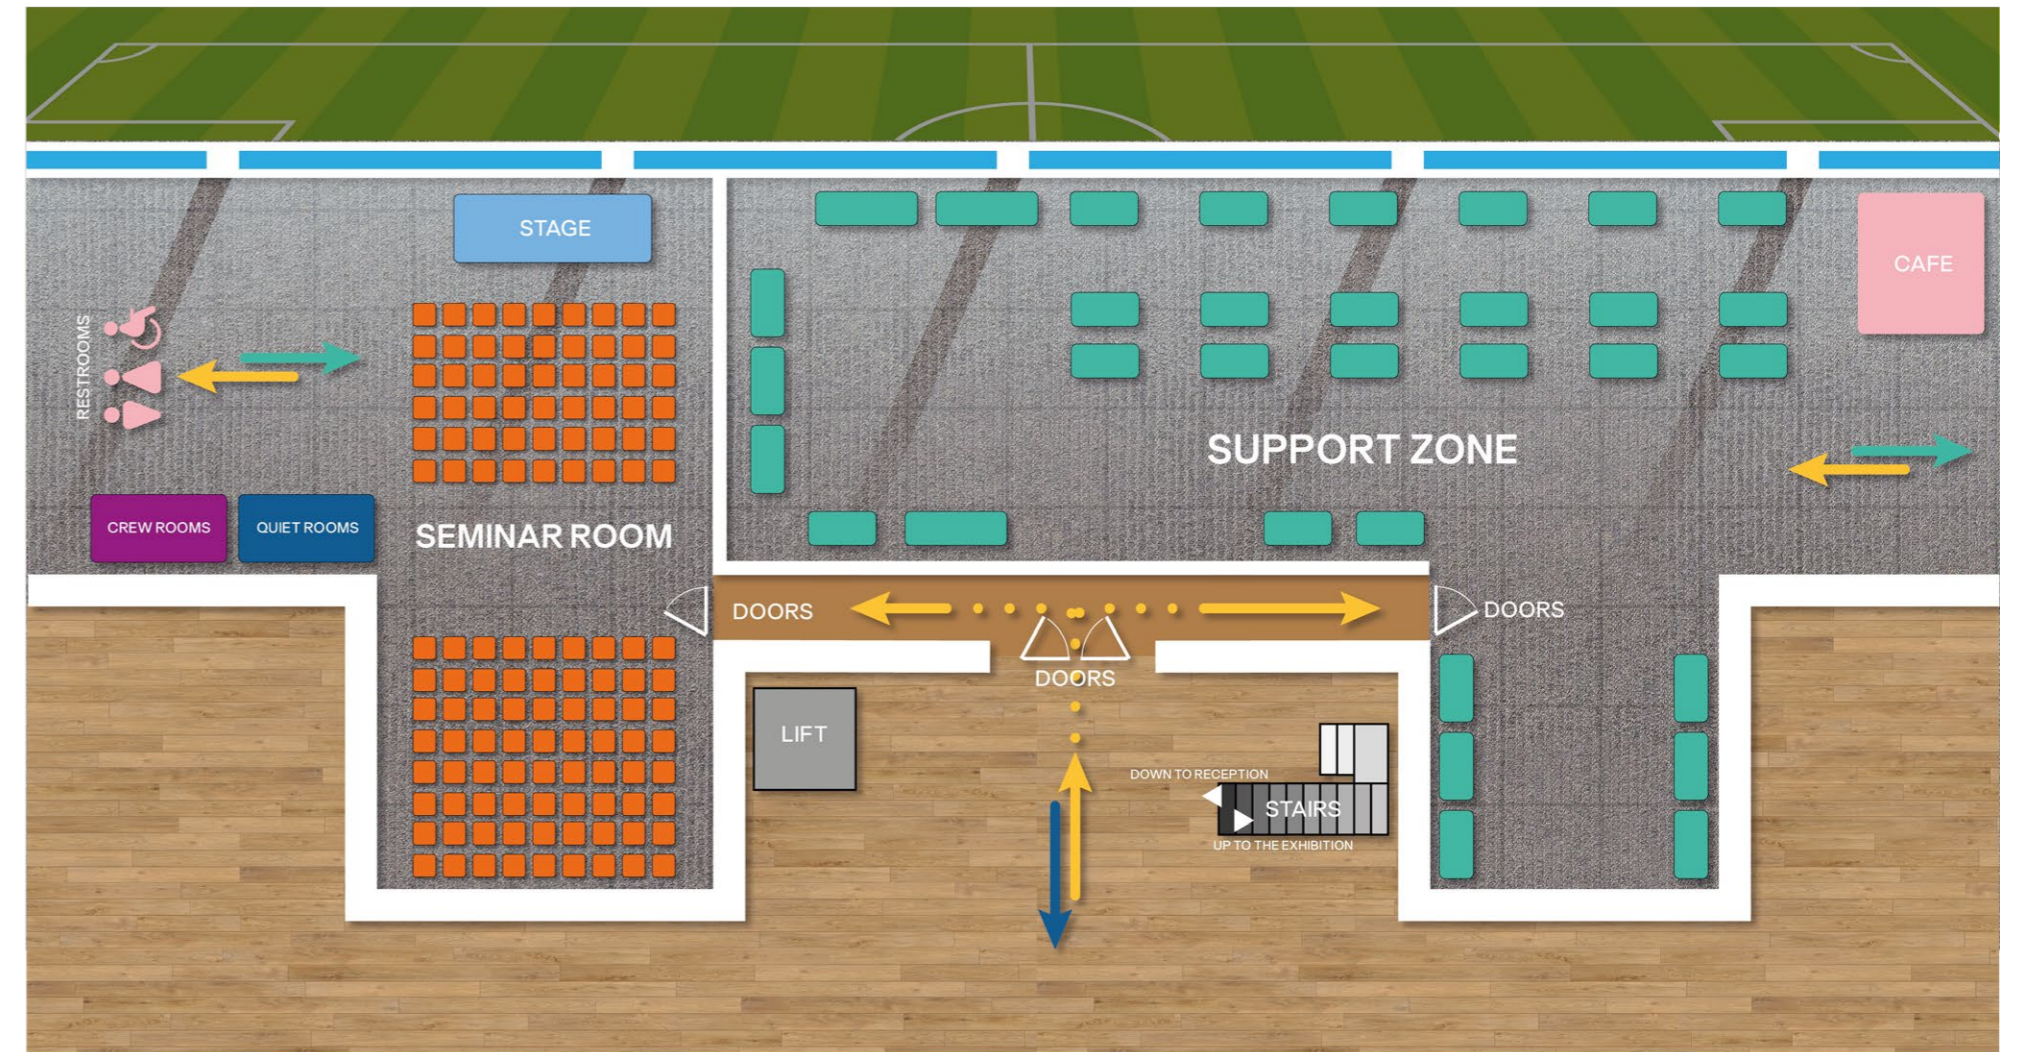 STAGE
CAFE
RESTROOMS
SUPPORT ZONE
CREW ROOMS
QUIET ROOMS
SEMINAR ROOM
DOORS
DOORS
DOORS
LIFT
DOWN TO RECEPTION
STAIRS
UP TO THE EXHIBITION